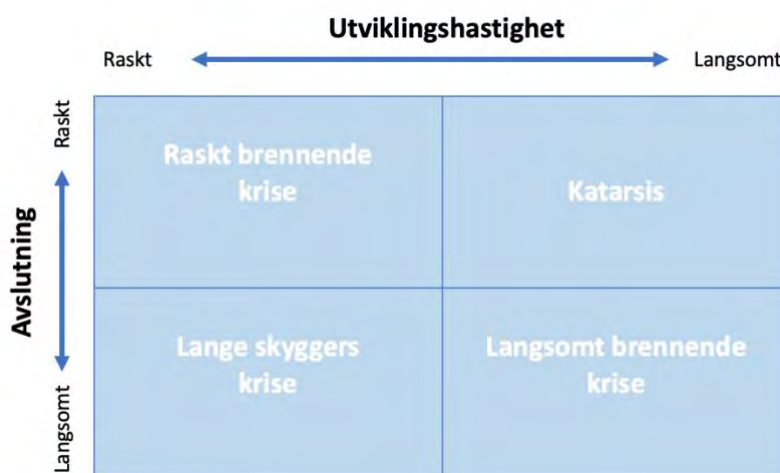 Utviklingshastighet
Raskt
Langsomt
Avslutning
Raskt
Langsomt
Raskt brennende
krise
Katarsis
Lange skyggers
krise
Langsomt brennende
krise